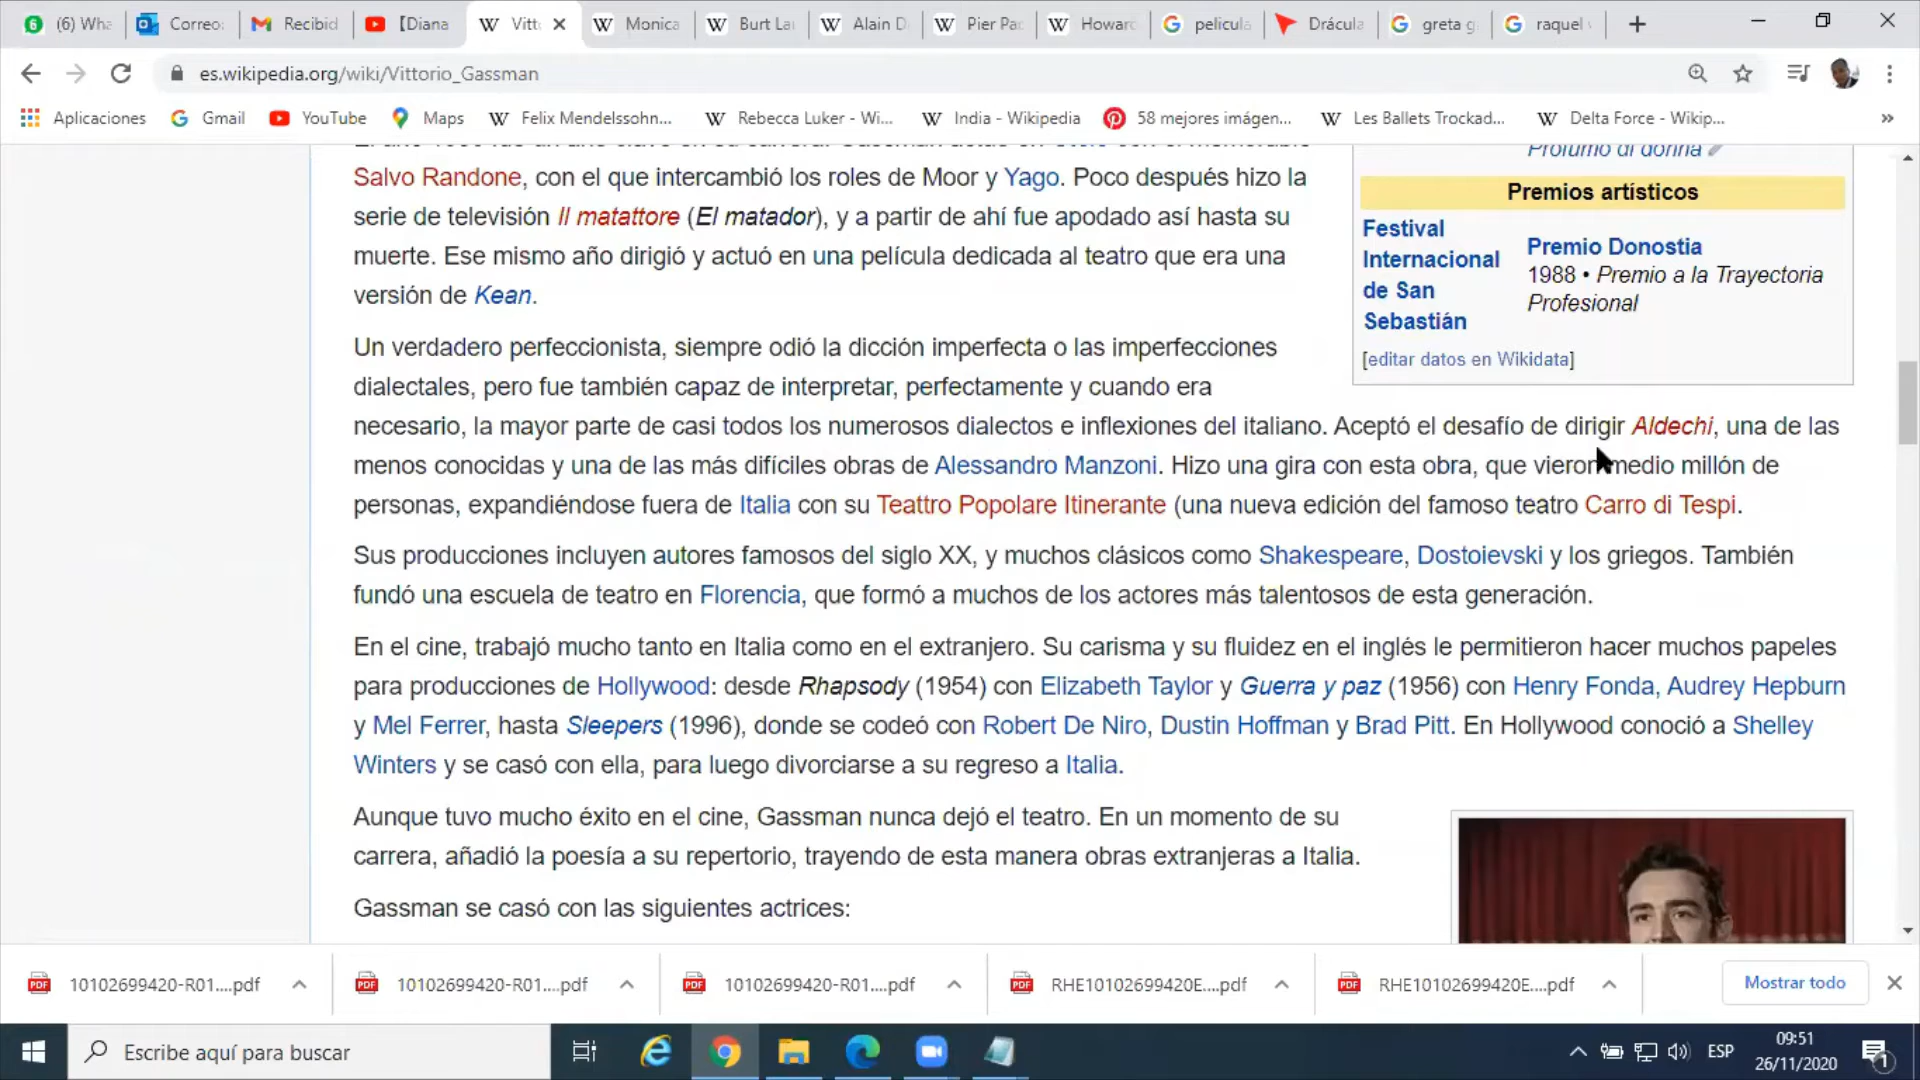 (6) Wha
Correo:
Recibid
【Diana
Vitt
Monica
Burt La
Alain D
Pier Pa
Howar
pelicula
Drácula
greta g
raquel
es.wikipedia.org/wiki/Vittorio_Gassman
Aplicaciones
Gmail
YouTube
Maps
Felix Mendelssohn...
Rebecca Luker - Wi...
India - Wikipedia
58 mejores imágen...
Les Ballets Trockad...
Delta Force - Wikip...
»
Salvo Randone, con el que intercambió los roles de Moor y Yago. Poco después hizo la
serie de televisión Il matattore (El matador), y a partir de ahí fue apodado así hasta su
muerte. Ese mismo año dirigió y actuó en una película dedicada al teatro que era una
versión de Kean.
Profumo di donna
Premios artísticos
Festival
Internacional
de San
Sebastián
Premio Donostia
1988 • Premio a la Trayectoria
Profesional
[editar datos en Wikidata]
Un verdadero perfeccionista, siempre odió la dicción imperfecta o las imperfecciones
dialectales, pero fue también capaz de interpretar, perfectamente y cuando era
necesario, la mayor parte de casi todos los numerosos dialectos e inflexiones del italiano. Aceptó el desafío de dirigir Aldechi, una de las
menos conocidas y una de las más difíciles obras de Alessandro Manzoni. Hizo una gira con esta obra, que vieron medio millón de
personas, expandiéndose fuera de Italia con su Teattro Popolare Itinerante (una nueva edición del famoso teatro Carro di Tespi.
Sus producciones incluyen autores famosos del siglo XX, y muchos clásicos como Shakespeare, Dostoievski y los griegos. También
fundó una escuela de teatro en Florencia, que formó a muchos de los actores más talentosos de esta generación.
En el cine, trabajó mucho tanto en Italia como en el extranjero. Su carisma y su fluidez en el inglés le permitieron hacer muchos papeles
para producciones de Hollywood: desde Rhapsody (1954) con Elizabeth Taylor y Guerra y paz (1956) con Henry Fonda, Audrey Hepburn
y Mel Ferrer, hasta Sleepers (1996), donde se codeó con Robert De Niro, Dustin Hoffman y Brad Pitt. En Hollywood conoció a Shelley
Winters y se casó con ella, para luego divorciarse a su regreso a Italia.
Aunque tuvo mucho éxito en el cine, Gassman nunca dejó el teatro. En un momento de su
carrera, añadió la poesía a su repertorio, trayendo de esta manera obras extranjeras a Italia.
Gassman se casó con las siguientes actrices:
10102699420-R01....pdf
10102699420-R01....pdf
10102699420-R01....pdf
RHE10102699420E....pdf
RHE10102699420E....pdf
Mostrar todo
Escribe aquí para buscar
ESP
09:51
26/11/2020
1